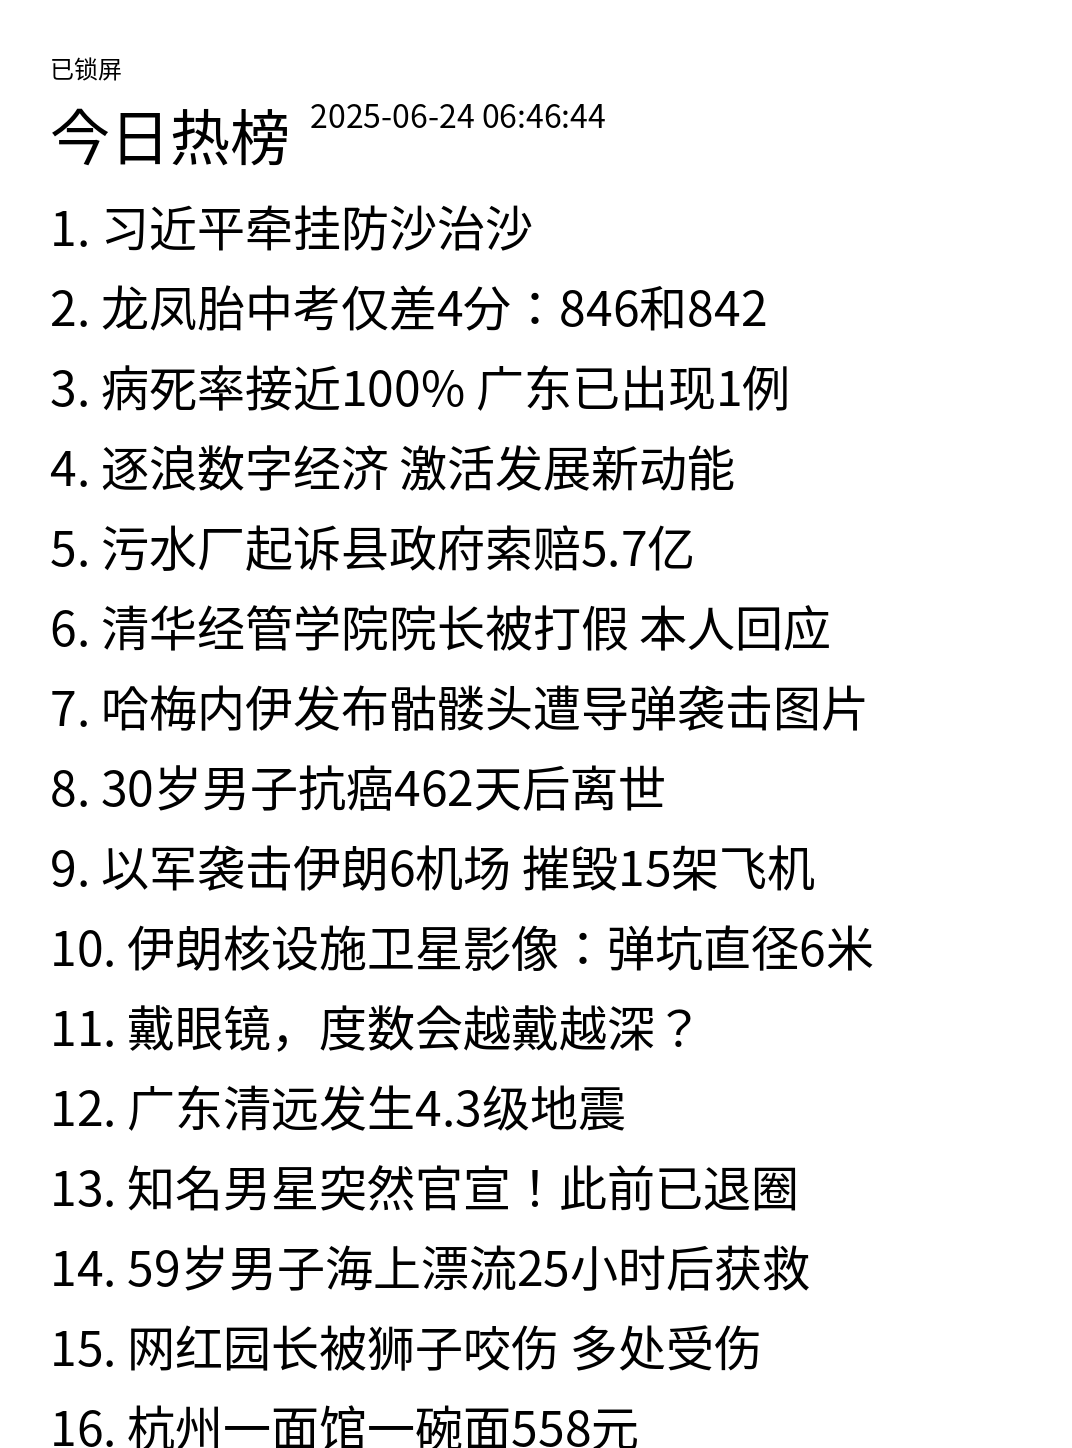 已锁屏
今日热榜 2025-06-24 06:46:44
1. 习近平牵挂防沙治沙
2. 龙凤胎中考仅差4分：846和842
3. 病死率接近100% 广东已出现1例
4. 逐浪数字经济 激活发展新动能
5. 污水厂起诉县政府索赔5.7亿
6. 清华经管学院院长被打假 本人回应
7. 哈梅内伊发布骷髅头遭导弹袭击图片
8. 30岁男子抗癌462天后离世
9. 以军袭击伊朗6机场 摧毁15架飞机
10. 伊朗核设施卫星影像：弹坑直径6米
11. 戴眼镜，度数会越戴越深？
12. 广东清远发生4.3级地震
13. 知名男星突然官宣！此前已退圈
14. 59岁男子海上漂流25小时后获救
15. 网红园长被狮子咬伤 多处受伤
16. 杭州一面馆一碗面558元